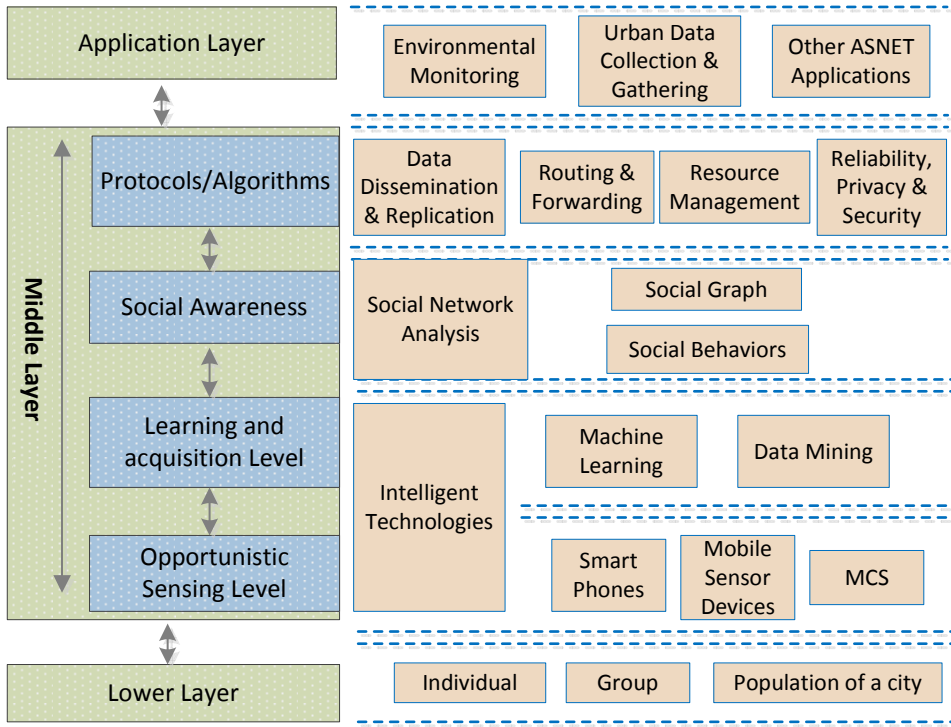 Application Layer
Environmental
Monitoring
Urban Data
Collection &
Gathering
Other ASNET
Applications
Middle Layer
Protocols/Algorithms
Data
Dissemination
& Replication
Routing &
Forwarding
Resource
Management
Reliability,
Privacy &
Security
Social Awareness
Social Network
Analysis
Social Graph
Social Behaviors
Learning and
acquisition Level
Intelligent
Technologies
Machine
Learning
Data Mining
Opportunistic
Sensing Level
Smart
Phones
Mobile
Sensor
Devices
MCS
Lower Layer
Individual
Group
Population of a city